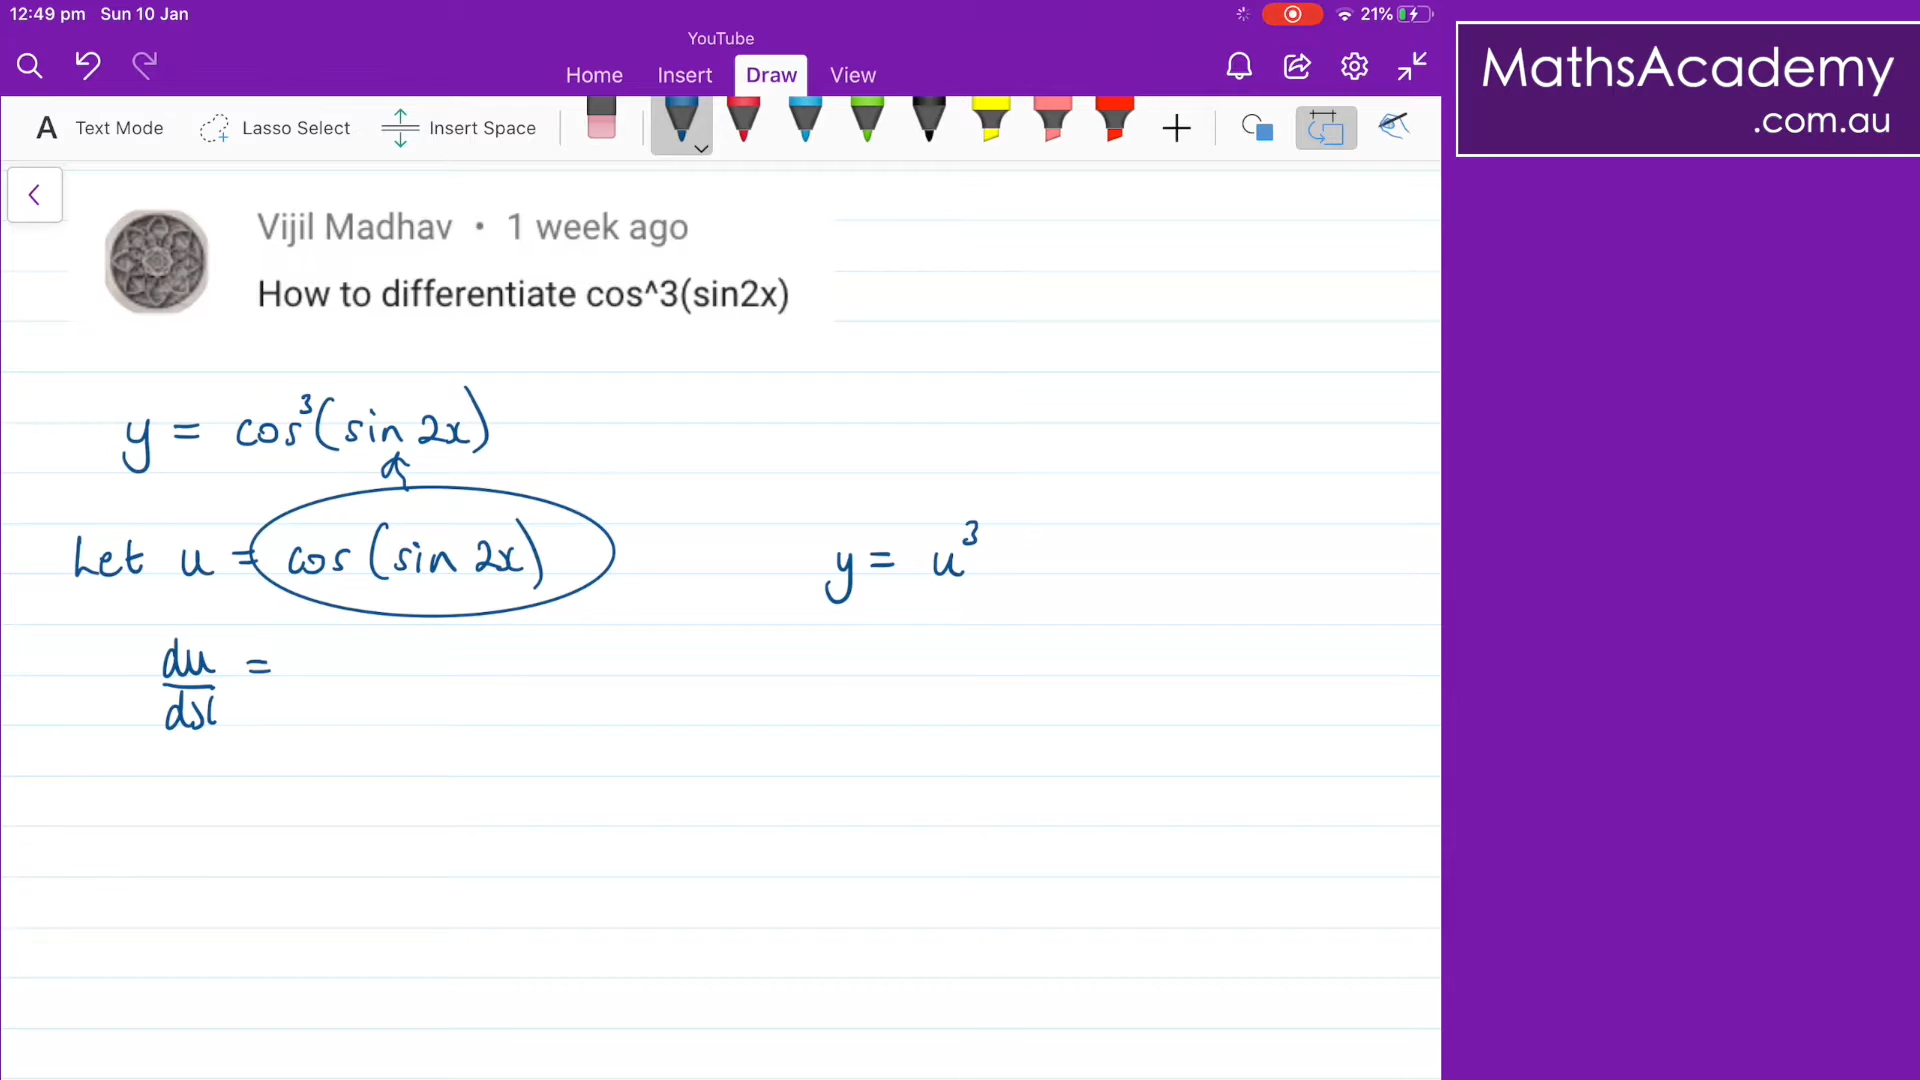 12:49 pm Sun 10 Jan
21%
YouTube
Home Insert Draw View
MathsAcademy
.com.au
A Text Mode Lasso Select Insert Space
Vijil Madhav • 1 week ago
How to differentiate cos^3(sin2x)
y = cos³(sin 2x)
Let u = cos (sin 2x)
y = u³
du
dx
=